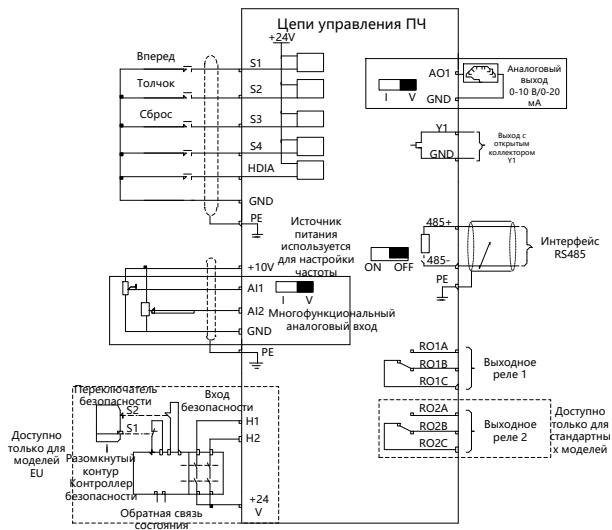 Цепи управления ПЧ
+24V
Вперед
S1
Толчок
S2
Сброс
S3
S4
HDIA
GND
PE
Источник
питания
используется
для настройки
частоты
+10V
AI1
I V
AI2
Многофункциональный
аналоговый вход
GND
PE
Переключатель
безопасности
Вход
безопасности
S2
S1
H1
H2
Доступно
только для
моделей
EU
Разомкнутый
контур
Контроллер
безопасности
+24
V
Обратная связь
состояния
AO1
I V
GND
Аналоговый
выход
0-10 В/0-20
мА
Y1
GND
Выход с
открытым
коллектором
Y1
485+
ON OFF
485-
PE
Интерфейс
RS485
RO1A
RO1B
RO1C
Выходное
реле 1
RO2A
RO2B
RO2C
Выходное
реле 2
Доступно
только для
стандартны
х моделей